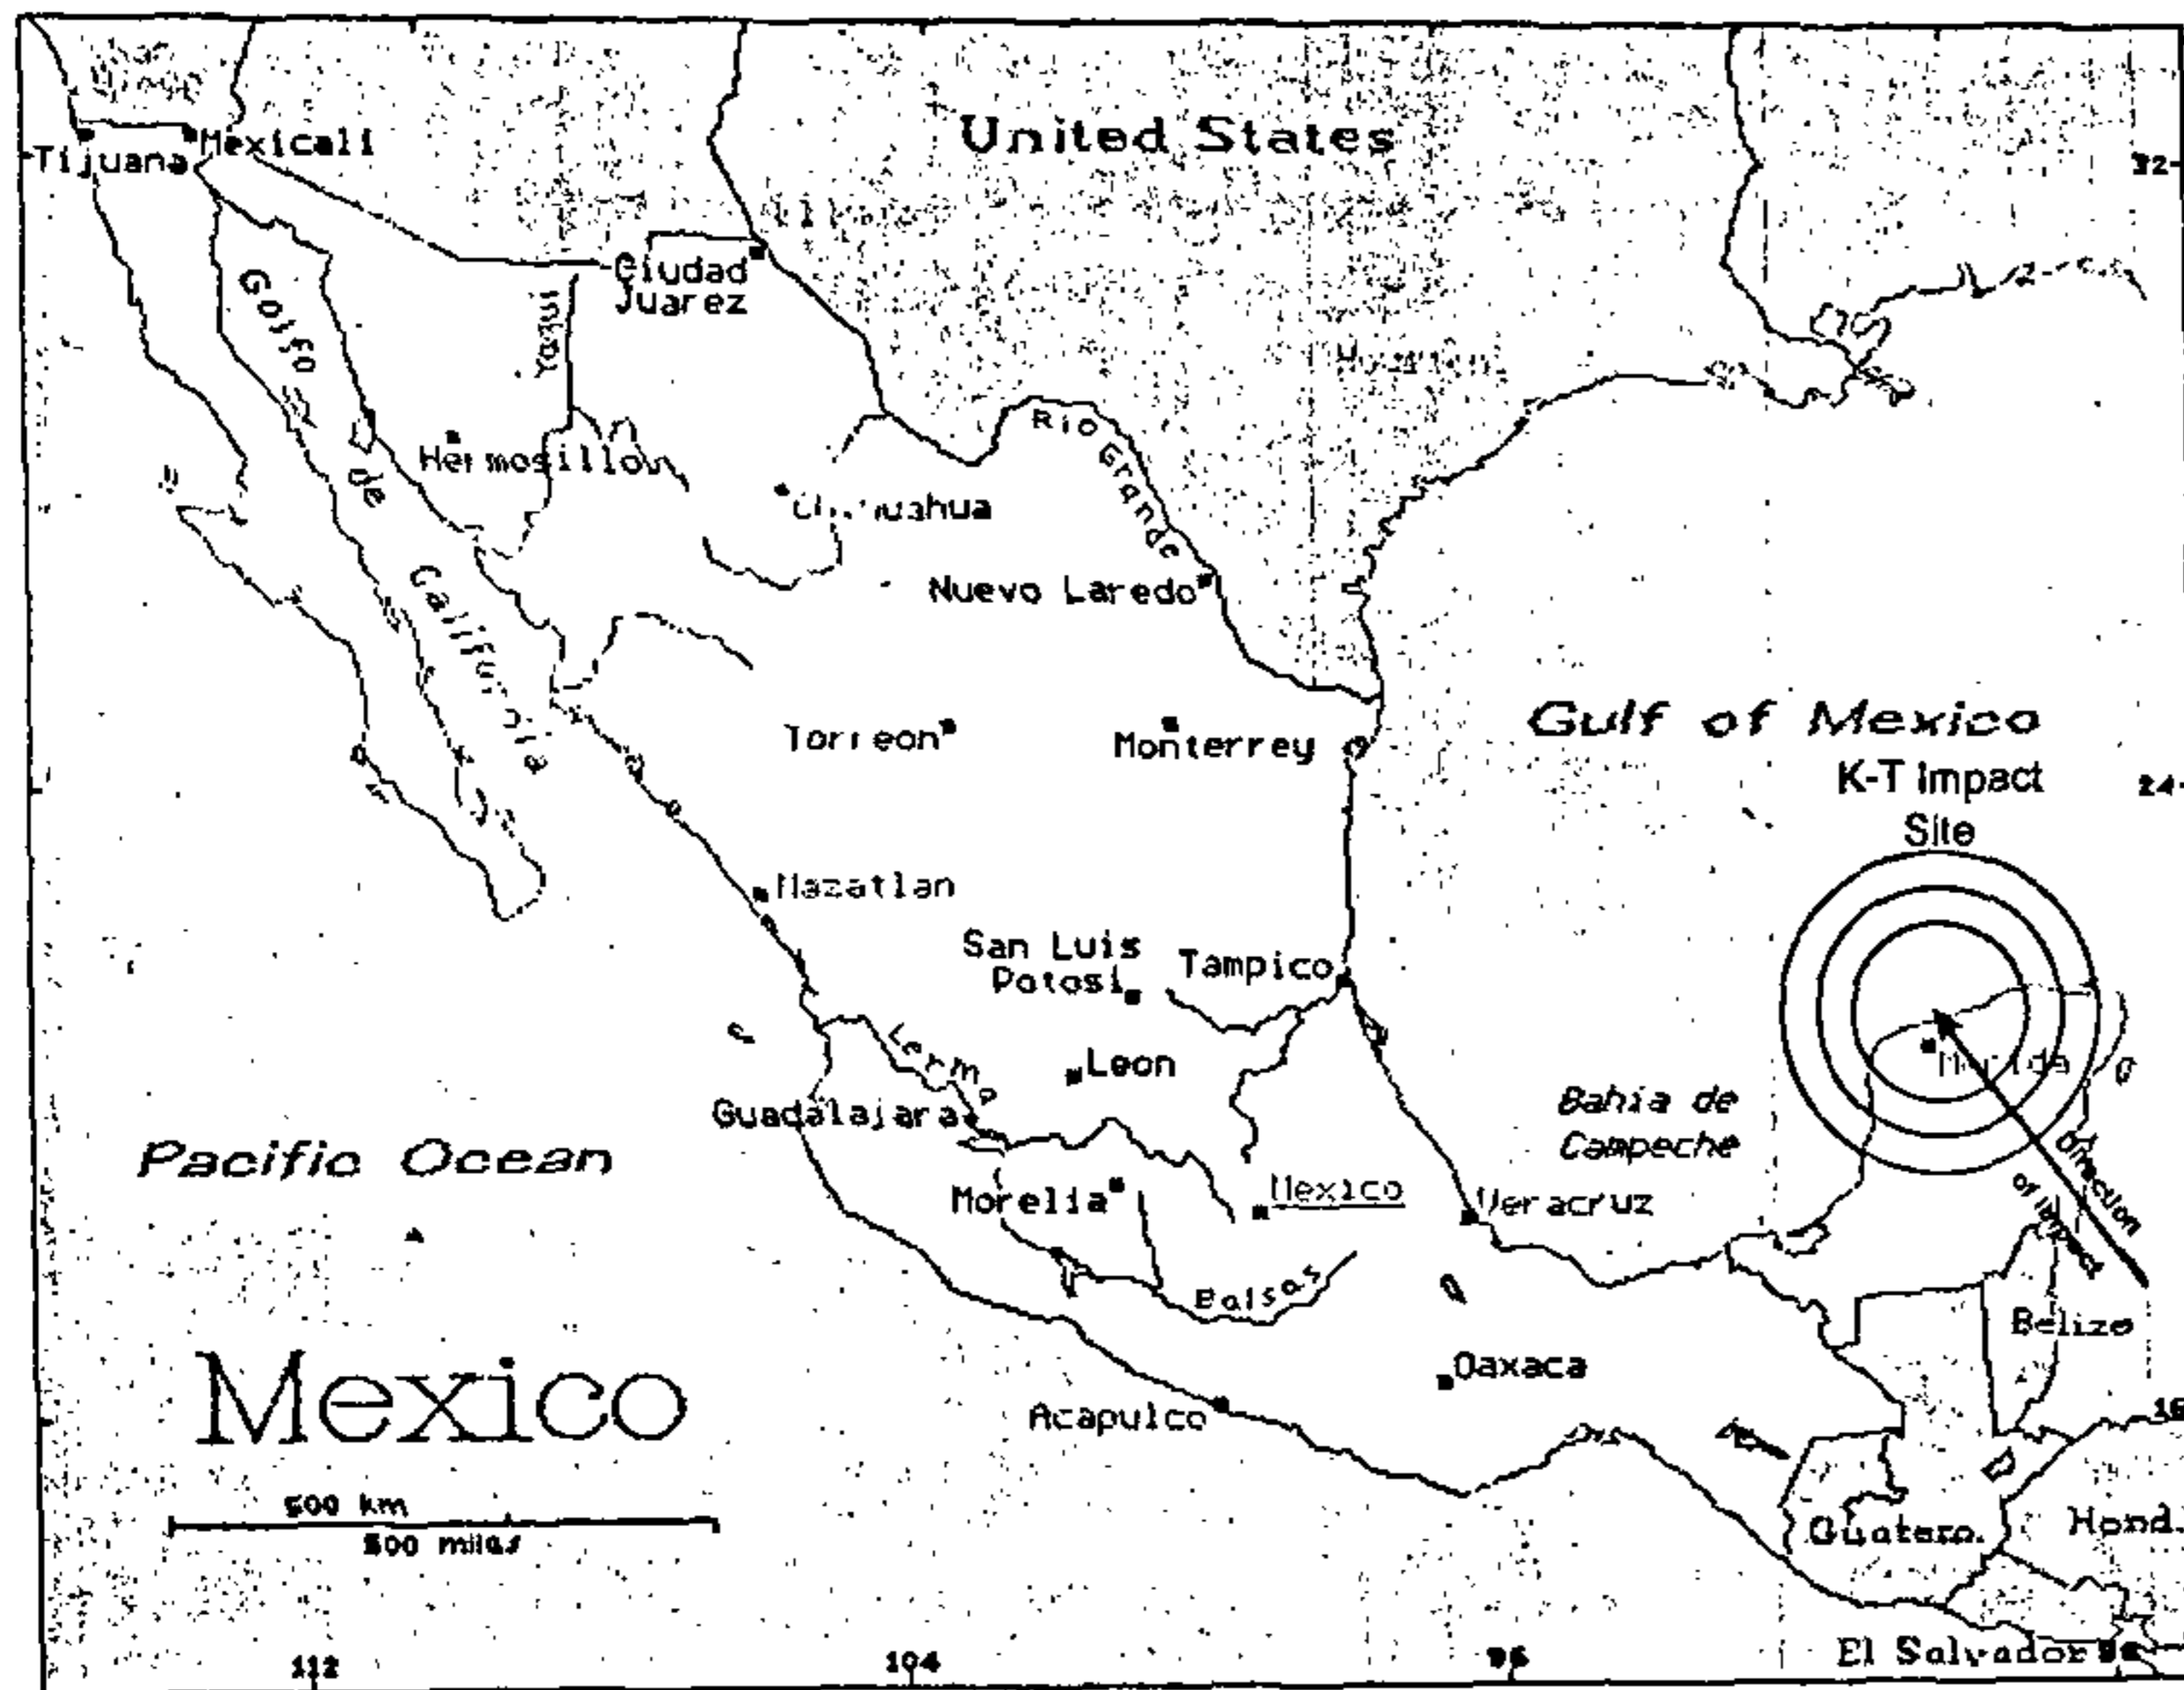 United States
Mexicali
Tijuana
32
Ciudad
Juarez
Golfo de California
Yaqui
Rio Grande
Hermosillo
Nuevo Laredo
Gulf of Mexico
Torreon
Monterrey
K-T Impact
Site
24
Mazatlan
San Luis
Potosi
Tampico
Lerma
Leon
Guadalajara
Bahia de
Campeche
Direction
of Impact
Pacific Ocean
Morelia
Mexico
Veracruz
Balsas
Belize
Oaxaca
Acapulco
16
Mexico
500 km
500 miles
Guatem.
Hond.
El Salvador
112
104
96